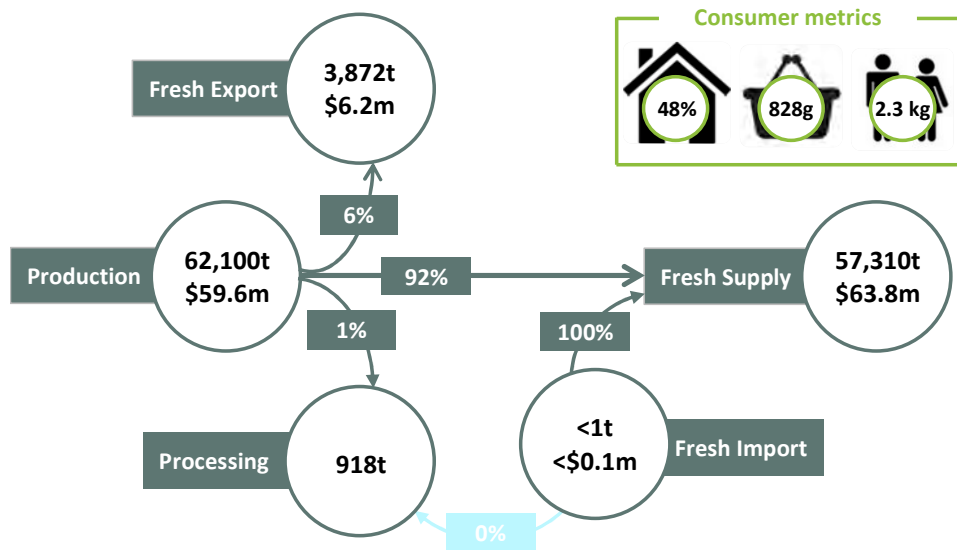 Consumer metrics
48%
828g
2.3 kg
Fresh Export
3,872t
$6.2m
6%
Production
62,100t
$59.6m
92%
Fresh Supply
57,310t
$63.8m
1%
100%
Processing
918t
<1t
<$0.1m
Fresh Import
0%